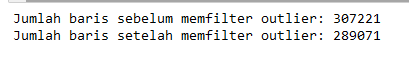 Jumlah baris sebelum memfilter outlier: 307221
Jumlah baris setelah memfilter outlier: 289071